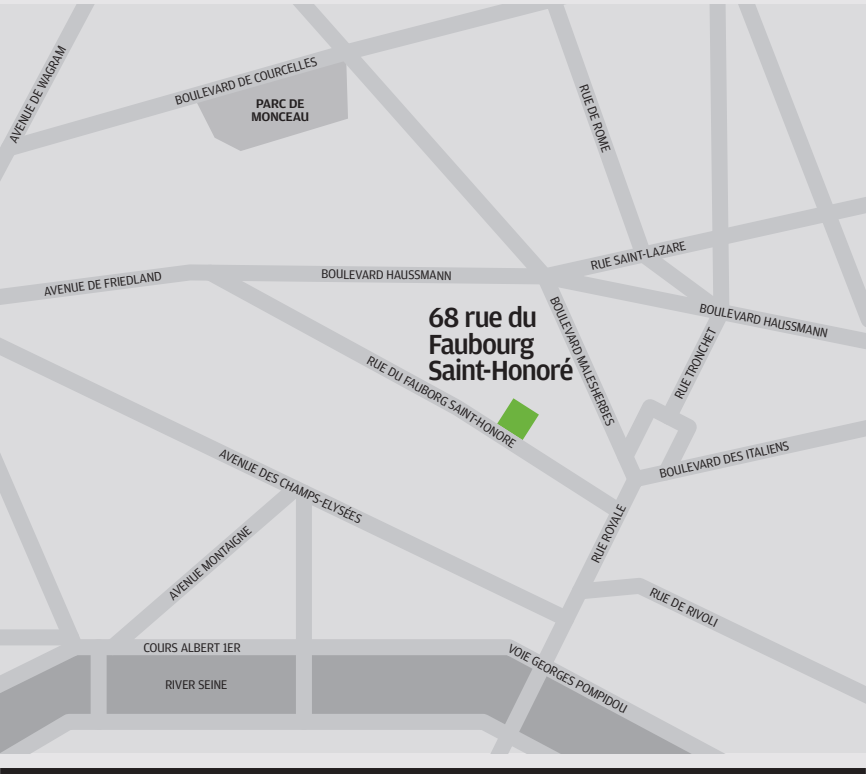 AVENUE DE WAGRAM
BOULEVARD DE COURCELLES
PARC DE
MONCEAU
RUE DE ROME
RUE SAINT-LAZARE
AVENUE DE FRIEDLAND
BOULEVARD HAUSSMANN
BOULEVARD HAUSSMANN
68 rue du
Faubourg
Saint-Honoré
BOULEVARD MALESHERBES
RUE TRONCHET
RUE DU FAUBORG SAINT-HONORE
BOULEVARD DES ITALIENS
AVENUE DES CHAMPS-ELYSÉES
RUE ROYALE
AVENUE MONTAIGNE
RUE DE RIVOLI
COURS ALBERT 1ER
VOIE GEORGES POMPIDOU
RIVER SEINE